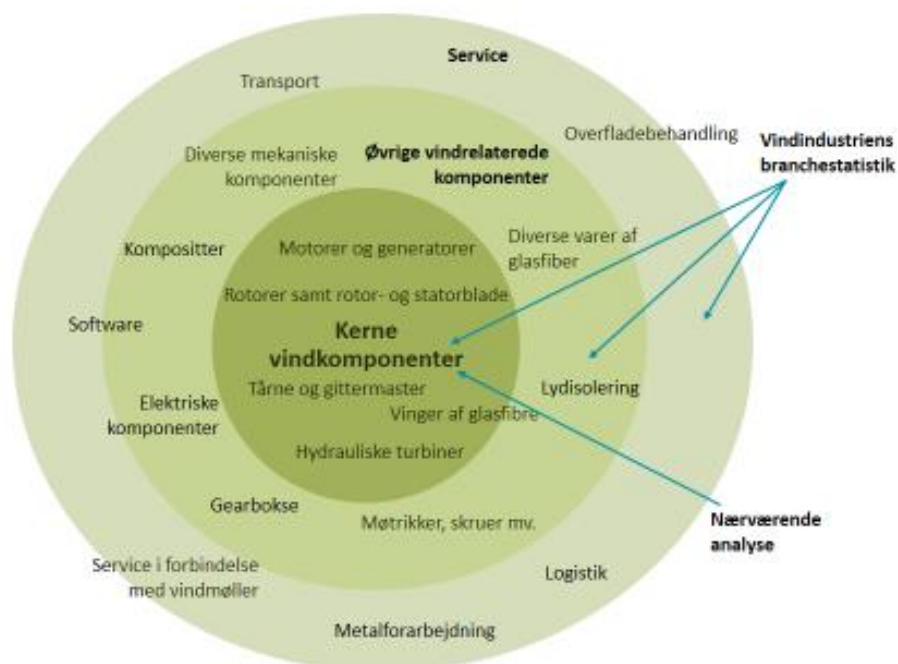 Service
Transport
Overfladebehandling
Vindindustriens
branchestatistik
Diverse mekaniske
komponenter
Øvrige vindrelaterede
komponenter
Kompositter
Motorer og generatorer
Diverse varer af
glasfiber
Rotorer samt rotor- og statorblade
Software
Kerne
vindkomponenter
Tårne og gittermaster
Lydisolering
Elektriske
komponenter
Vinger af glasfibre
Hydrauliske turbiner
Gearbokse
Møtrikker, skruer mv.
Nærværende
analyse
Service i forbindelse
med vindmøller
Logistik
Metalforarbejdning